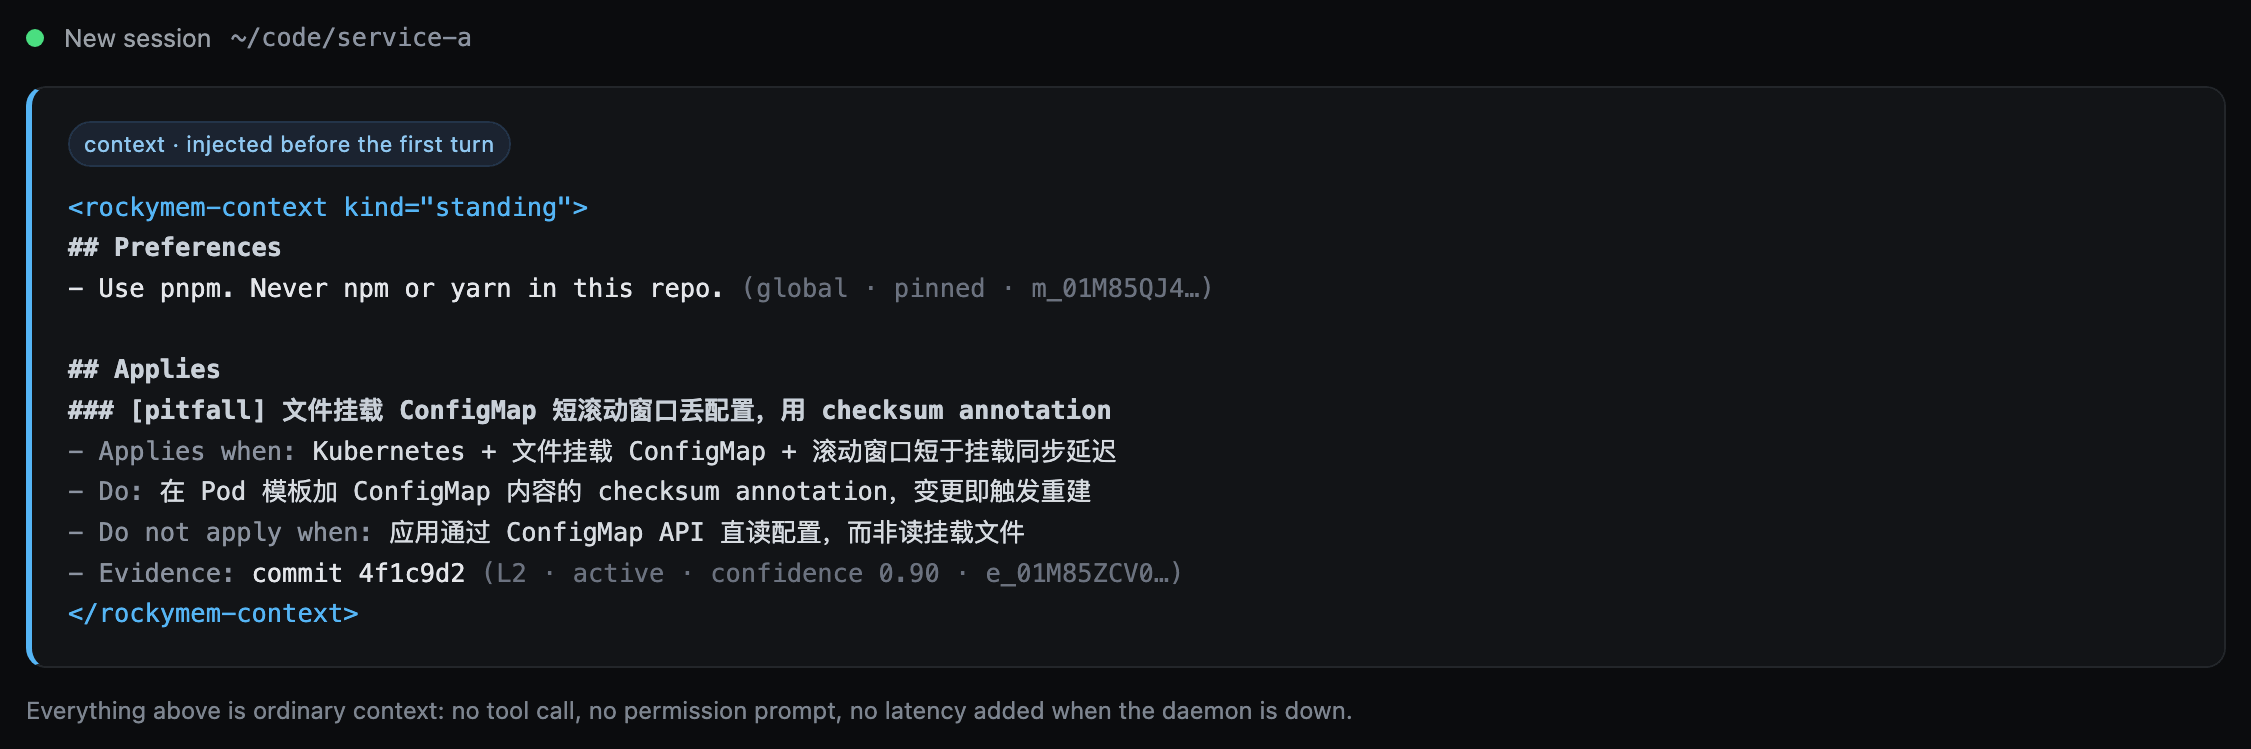 New session ~/code/service-a
context · injected before the first turn
<rockymem-context kind="standing">
## Preferences
- Use pnpm. Never npm or yarn in this repo. (global · pinned · m_01M85QJ4…)
## Applies
### [pitfall] 文件挂载 ConfigMap 短滚动窗口丢配置，用 checksum annotation
- Applies when: Kubernetes + 文件挂载 ConfigMap + 滚动窗口短于挂载同步延迟
- Do: 在 Pod 模板加 ConfigMap 内容的 checksum annotation，变更即触发重建
- Do not apply when: 应用通过 ConfigMap API 直读配置，而非读挂载文件
- Evidence: commit 4f1c9d2 (L2 · active · confidence 0.90 · e_01M85ZCV0…)
</rockymem-context>
Everything above is ordinary context: no tool call, no permission prompt, no latency added when the daemon is down.